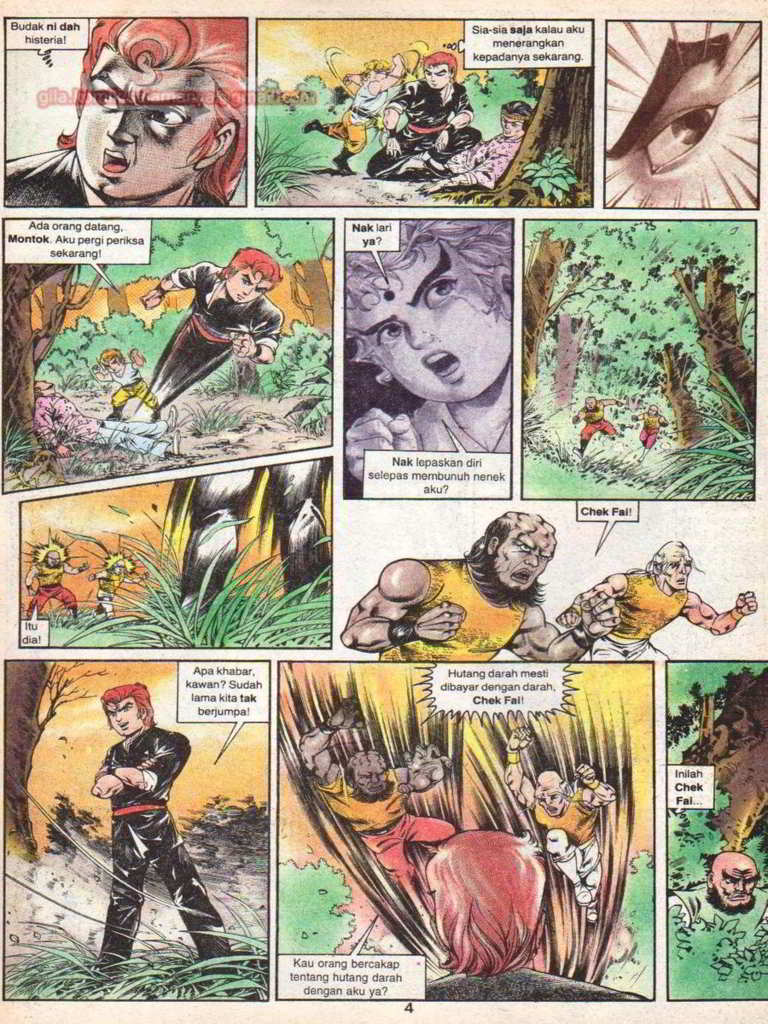 Budak ni dah
histeria!
Sia-sia saja kalau aku
menerangkan
kepadanya sekarang.
Ada orang datang,
Montok. Aku pergi periksa
sekarang!
Nak lari
ya?
Nak lepaskan diri
selepas membunuh nenek
aku?
Itu
dia!
Chek Fai!
Apa khabar,
kawan? Sudah
lama kita tak
berjumpa!
Hutang darah mesti
dibayar dengan darah,
Chek Fai!
Kau orang bercakap
tentang hutang darah
dengan aku ya?
Inilah
Chek
Fai...
4